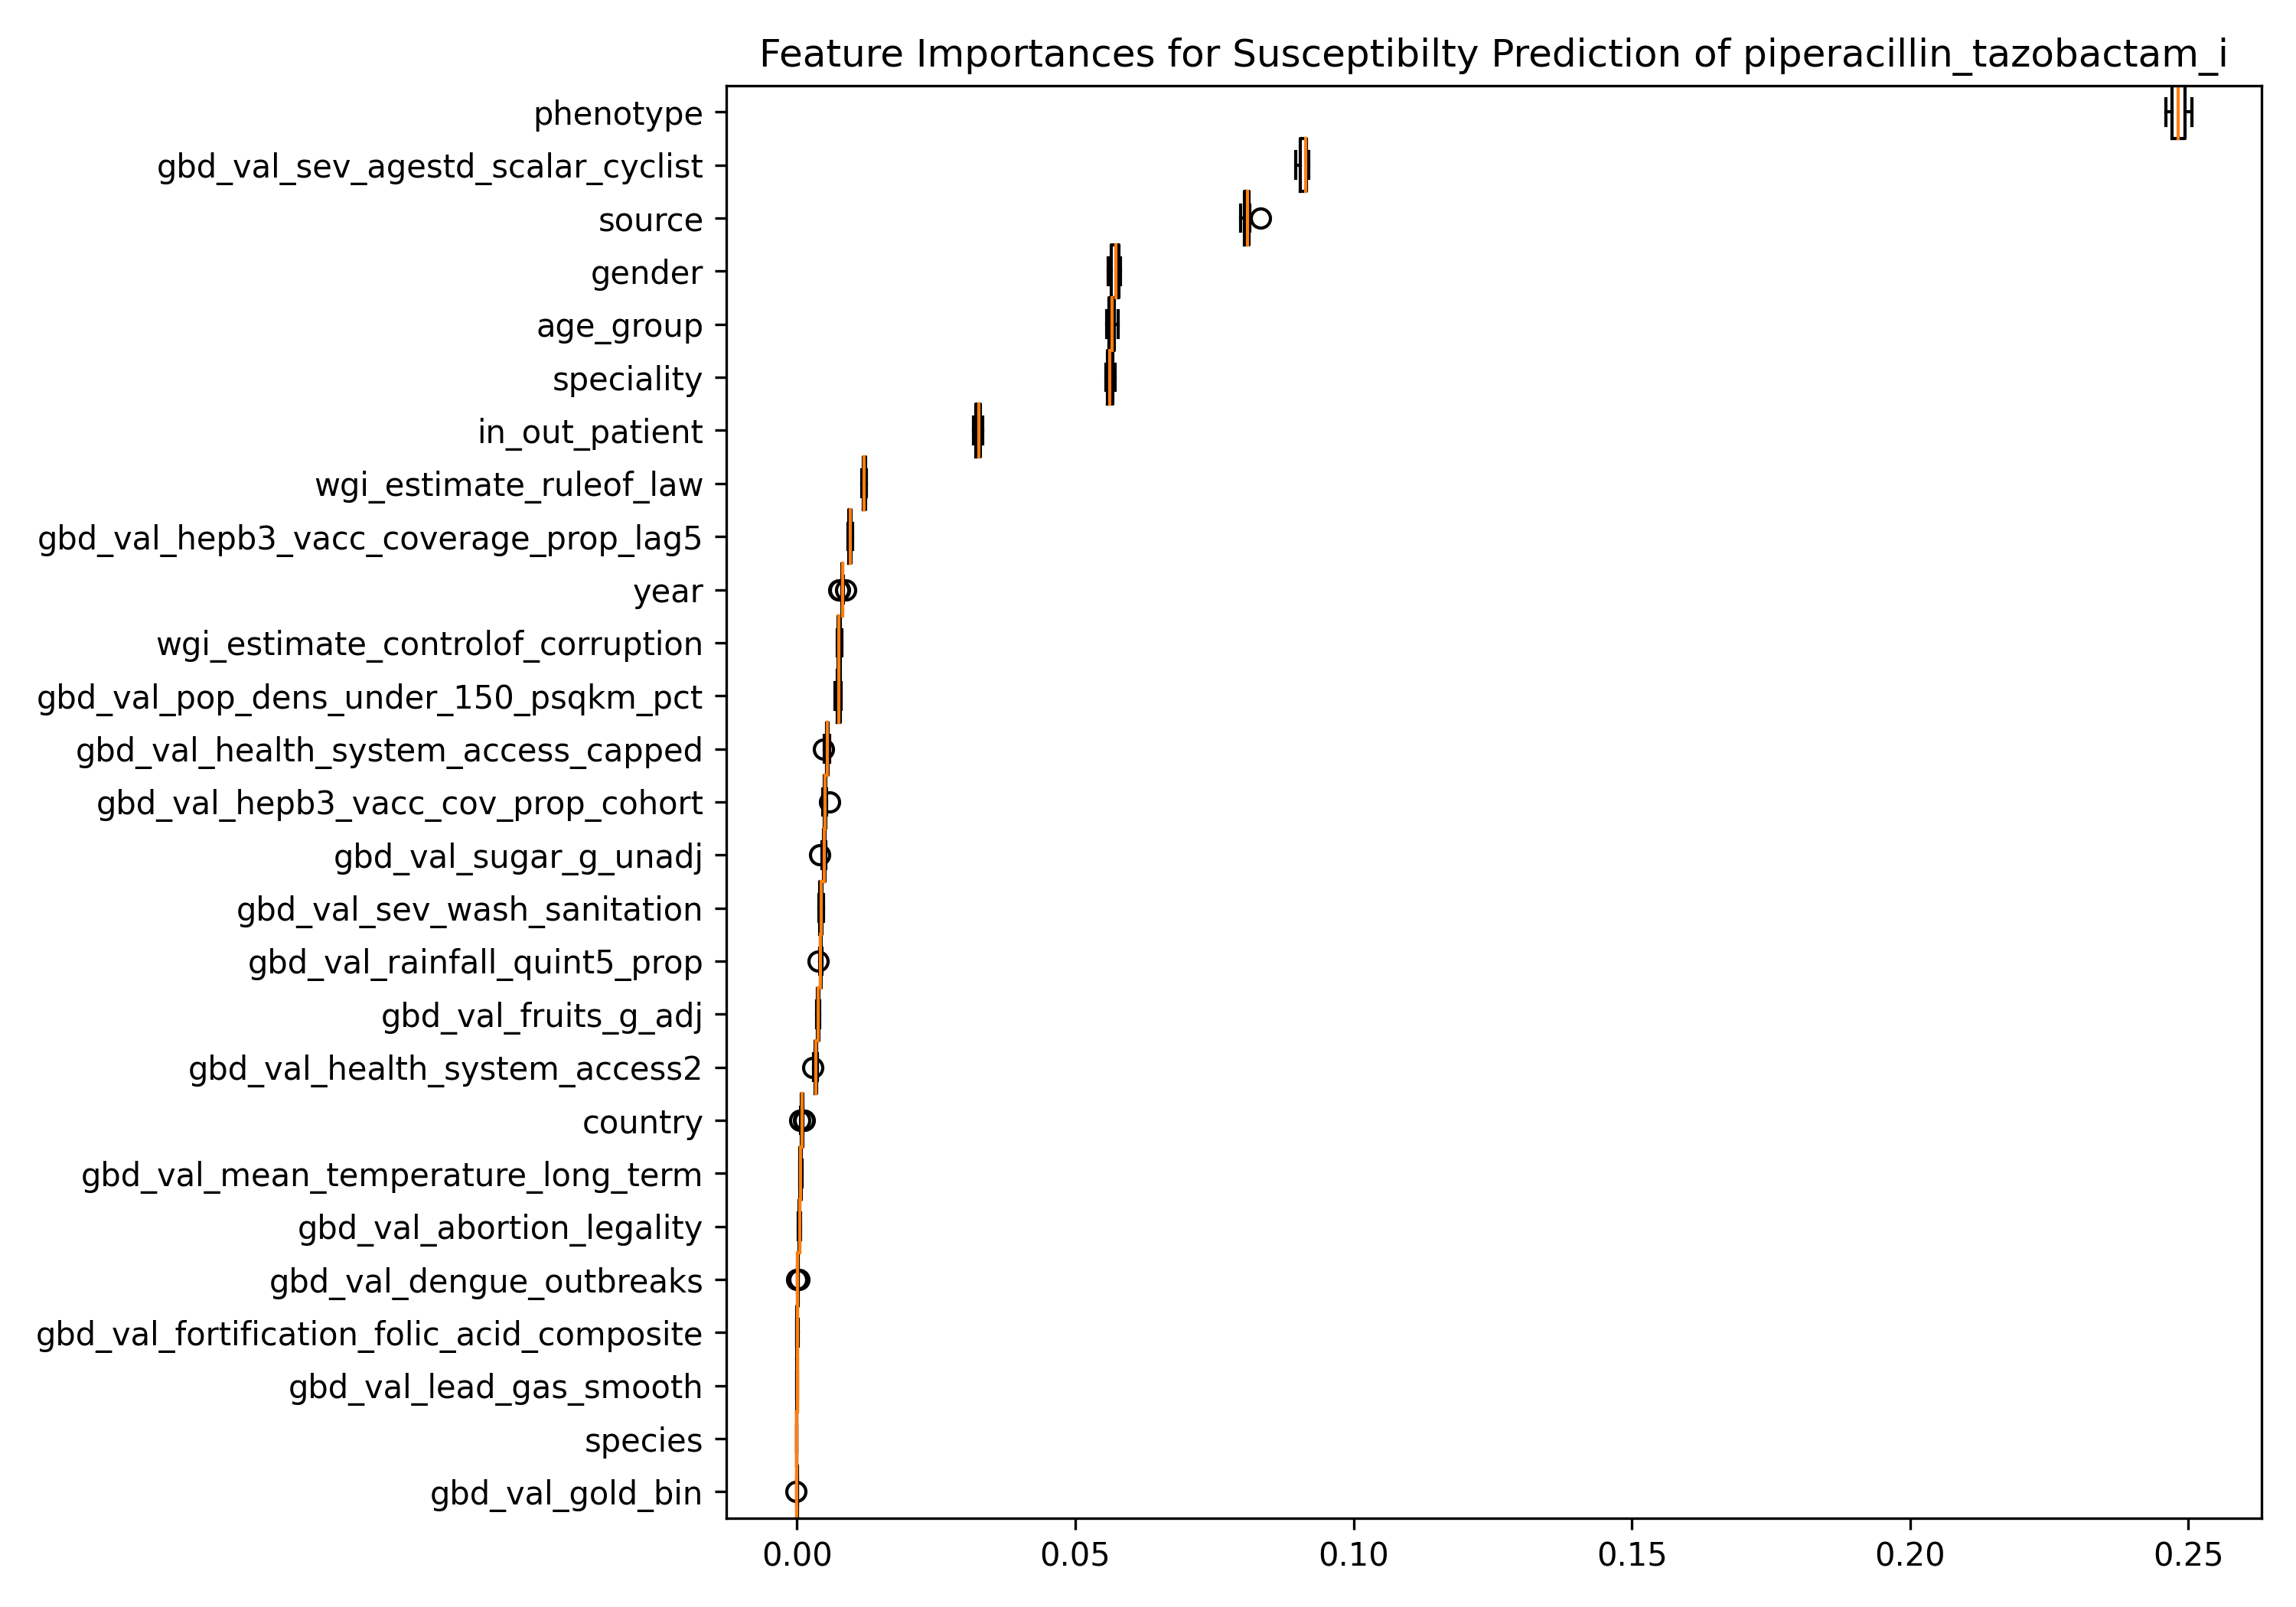 Feature Importances for Susceptibilty Prediction of piperacillin_tazobactam_i
phenotype
gbd_val_sev_agestd_scalar_cyclist
source
gender
age_group
speciality
in_out_patient
wgi_estimate_ruleof_law
gbd_val_hepb3_vacc_coverage_prop_lag5
year
wgi_estimate_controlof_corruption
gbd_val_pop_dens_under_150_psqkm_pct
gbd_val_health_system_access_capped
gbd_val_hepb3_vacc_cov_prop_cohort
gbd_val_sugar_g_unadj
gbd_val_sev_wash_sanitation
gbd_val_rainfall_quint5_prop
gbd_val_fruits_g_adj
gbd_val_health_system_access2
country
gbd_val_mean_temperature_long_term
gbd_val_abortion_legality
gbd_val_dengue_outbreaks
gbd_val_fortification_folic_acid_composite
gbd_val_lead_gas_smooth
species
gbd_val_gold_bin
0.00 0.05 0.10 0.15 0.20 0.25